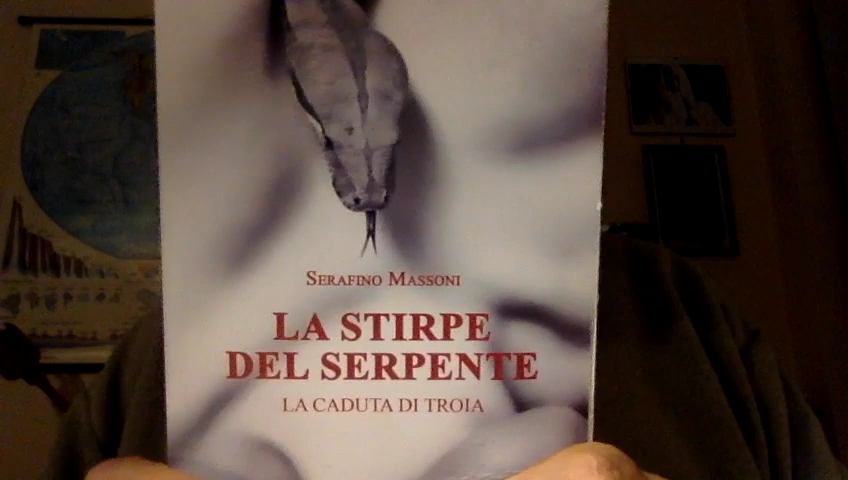 SERAFINO MASSONI
LA STIRPE
DEL SERPENTE
LA CADUTA DI TROIA